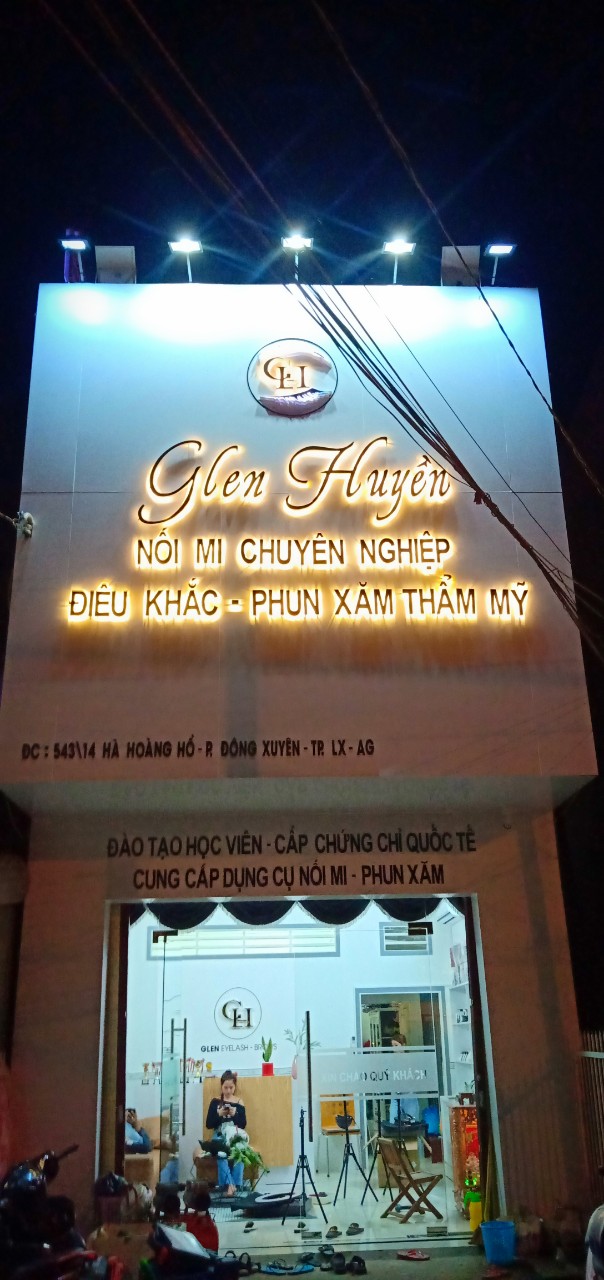 GH
Glen Huyền
NỐI MI CHUYÊN NGHIỆP
ĐIÊU KHẮC - PHUN XĂM THẨM MỸ
ĐC : 543\14 HÀ HOÀNG HỔ - P. ĐÔNG XUYÊN - TP. LX - AG
ĐÀO TẠO HỌC VIÊN - CẤP CHỨNG CHỈ QUỐC TẾ
CUNG CẤP DỤNG CỤ NỐI MI - PHUN XĂM
GH
GLEN EYELASH - BROWS
CHÀO QUÝ KHÁCH